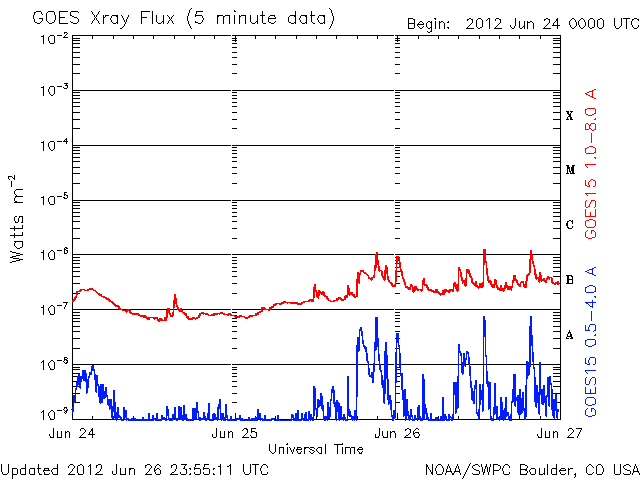 GOES Xray Flux (5 minute data)
Begin: 2012 Jun 24 0000 UTC
10⁻²
10⁻³
10⁻⁴
10⁻⁵
10⁻⁶
10⁻⁷
10⁻⁸
10⁻⁹
Watts m⁻²
X
M
C
B
A
GOES15 1.0-8.0 A
GOES15 0.5-4.0 A
Jun 24
Jun 25
Jun 26
Jun 27
Universal Time
Updated 2012 Jun 26 23:55:11 UTC
NOAA/SWPC Boulder, CO USA